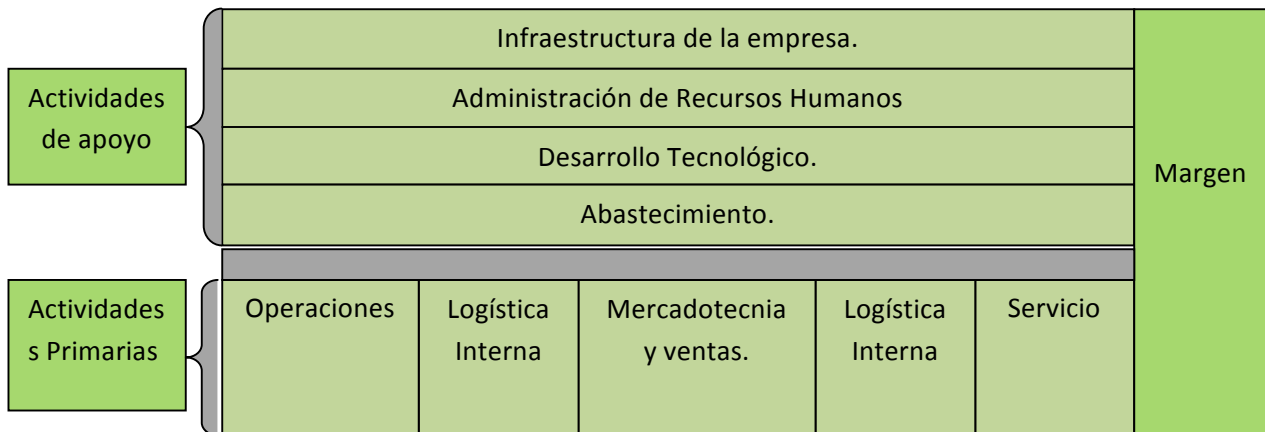 Infraestructura de la empresa.
Actividades
de apoyo
Administración de Recursos Humanos
Desarrollo Tecnológico.
Abastecimiento.
Margen
Actividades
s Primarias
Operaciones
Logística
Interna
Mercadotecnia
y ventas.
Logística
Interna
Servicio